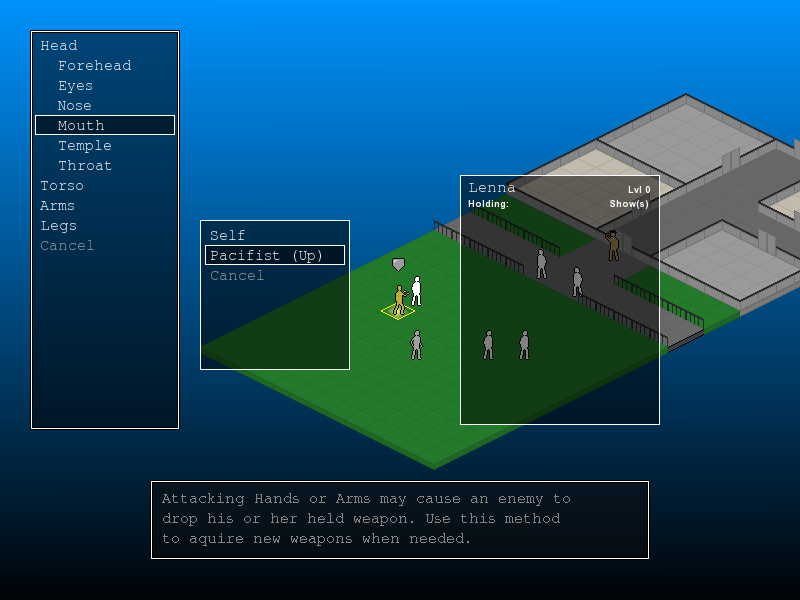 Head
Forehead
Eyes
Nose
Mouth
Temple
Throat
Torso
Arms
Legs
Cancel
Self
Pacifist (Up)
Cancel
Lenna Lvl 0
Holding: Show(s)
Attacking Hands or Arms may cause an enemy to
drop his or her held weapon. Use this method
to aquire new weapons when needed.